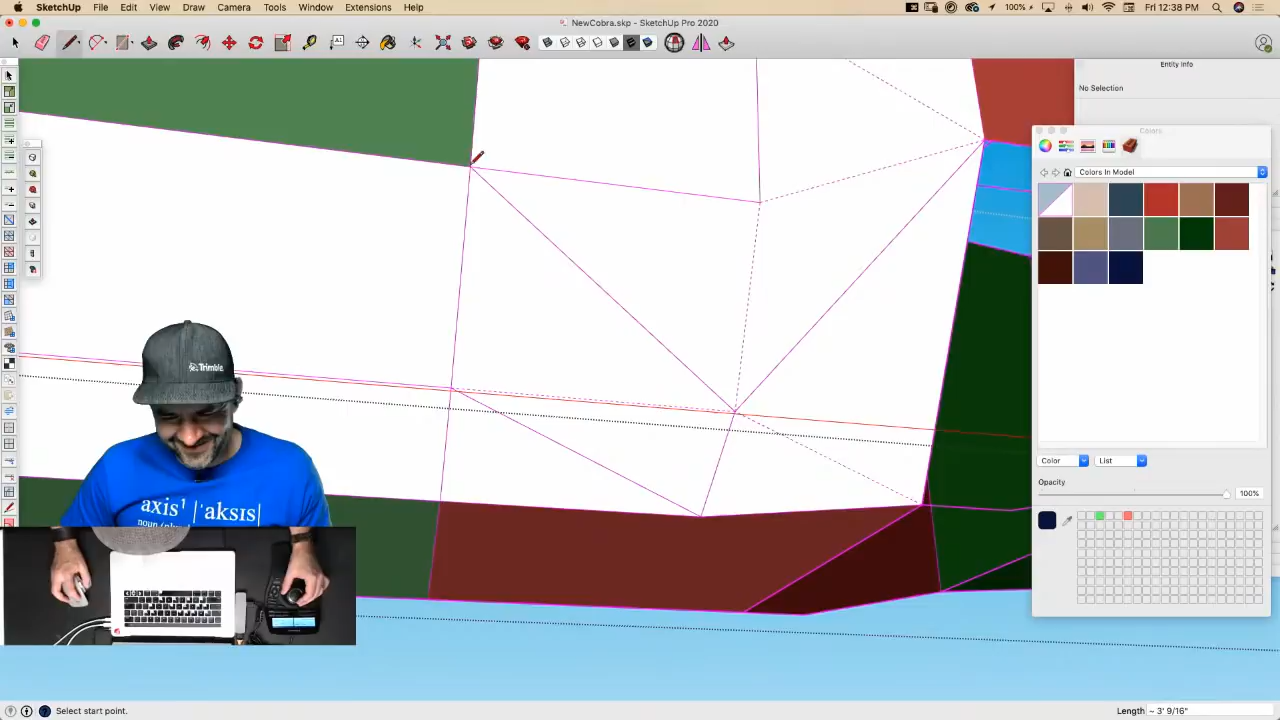 SketchUp File Edit View Draw Camera Tools Window Extensions Help 100% Fri 12:38 PM
NewCobra.skp - SketchUp Pro 2020
Entity Info
No Selection
Colors
Colors In Model
Color List
Opacity
100%
Trimble.
axis¹ |ˈaksɪs|
Select start point.
Length ~ 3' 9/16"